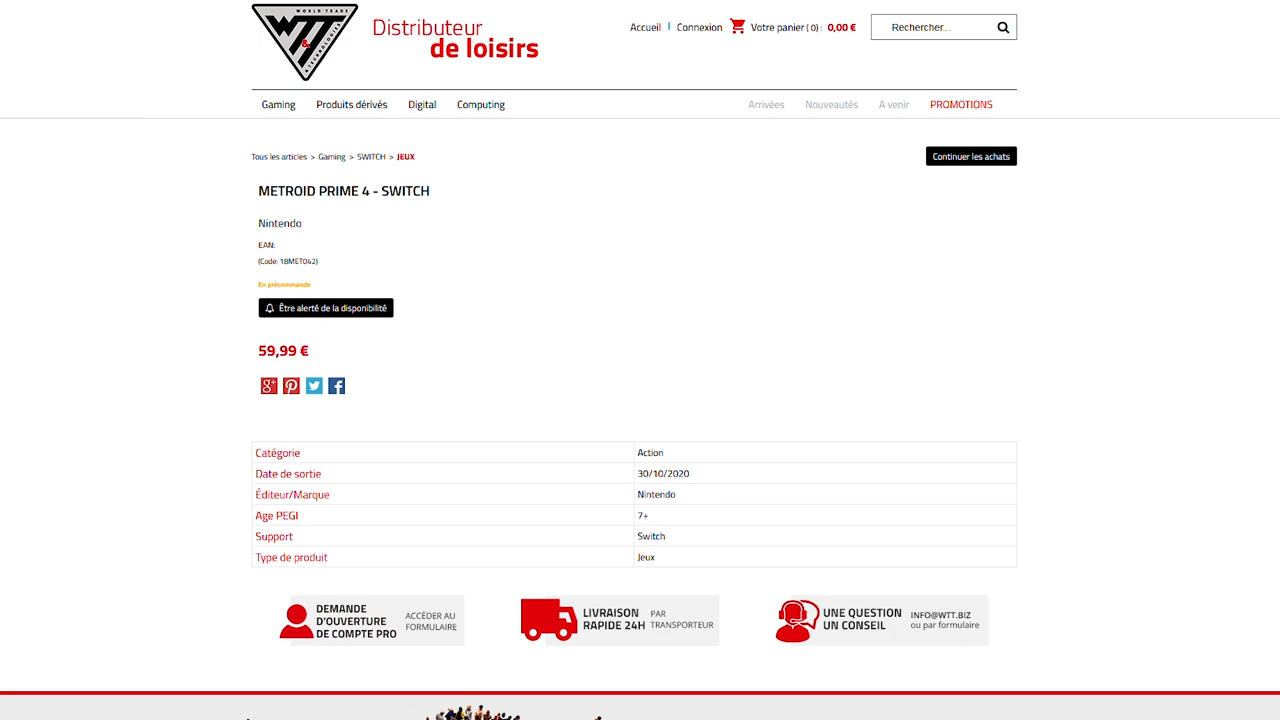 WORLD TRADE
WTT
&
& TECHNOLOGIES
Distributeur
de loisirs
Accueil
Connexion
Votre panier ( 0) : 0,00 €
Rechercher...
Gaming
Produits dérivés
Digital
Computing
Arrivées
Nouveautés
A venir
PROMOTIONS
Tous les articles > Gaming > SWITCH > JEUX
Continuer les achats
METROID PRIME 4 - SWITCH
Nintendo
EAN:
(Code: 18MET042)
En précommande
Être alerté de la disponibilité
59,99 €
Catégorie Action
Date de sortie 30/10/2020
Éditeur/Marque Nintendo
Age PEGI 7+
Support Switch
Type de produit Jeux
DEMANDE
D'OUVERTURE
DE COMPTE PRO
ACCÉDER AU
FORMULAIRE
LIVRAISON
RAPIDE 24H
PAR
TRANSPORTEUR
UNE QUESTION
UN CONSEIL
INFO@WTT.BIZ
ou par formulaire